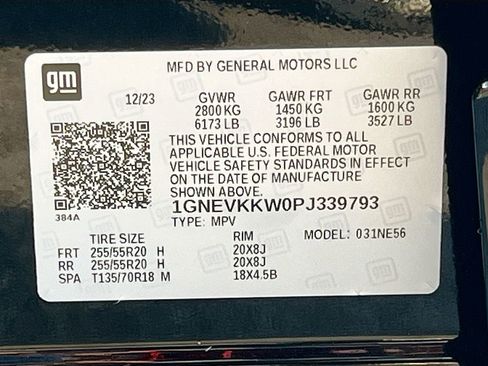 gm
MFD BY GENERAL MOTORS LLC
12/23 GVWR GAWR FRT GAWR RR
2800 KG 1450 KG 1600 KG
6173 LB 3196 LB 3527 LB
THIS VEHICLE CONFORMS TO ALL
APPLICABLE U.S. FEDERAL MOTOR
VEHICLE SAFETY STANDARDS IN EFFECT
ON THE DATE OF MANUFACTURE
SHOWN ABOVE.
384A
1GNEVKKW0PJ339793
TYPE: MPV
TIRE SIZE RIM MODEL: 031NE56
FRT 255/55R20 H 20X8J
RR 255/55R20 H 20X8J
SPA T135/70R18 M 18X4.5B